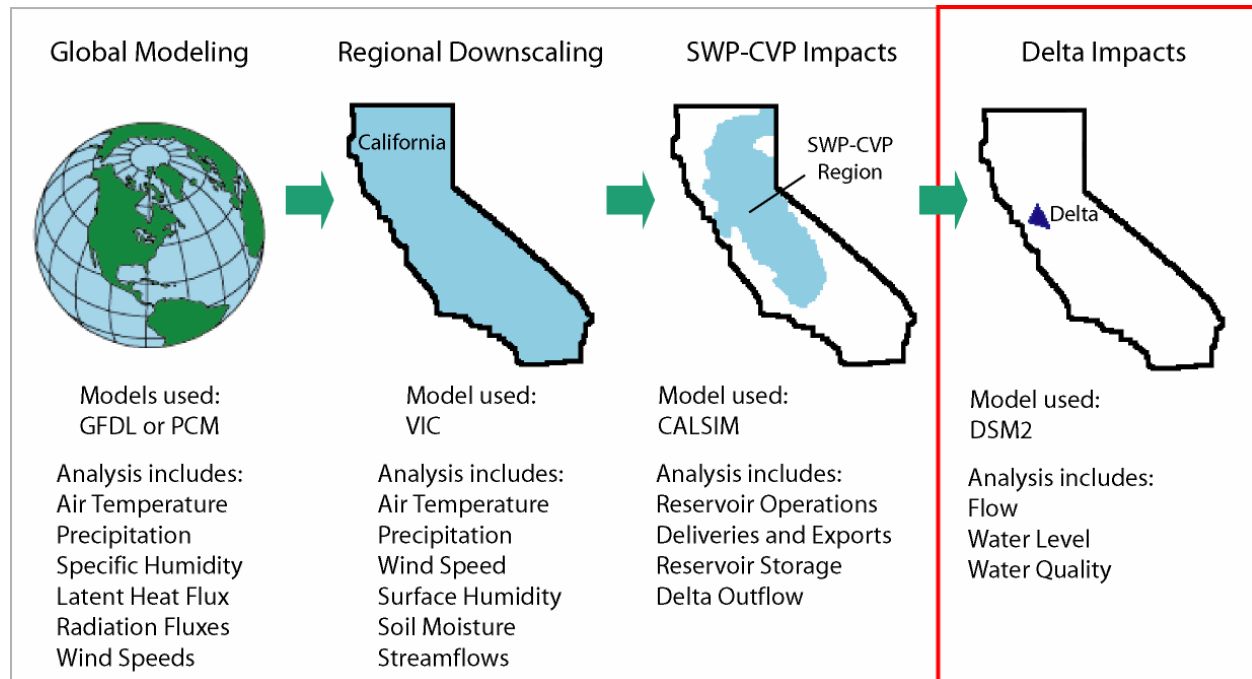 Global Modeling
Models used:
GFDL or PCM
Analysis includes:
Air Temperature
Precipitation
Specific Humidity
Latent Heat Flux
Radiation Fluxes
Wind Speeds
Regional Downscaling
California
Model used:
VIC
Analysis includes:
Air Temperature
Precipitation
Wind Speed
Surface Humidity
Soil Moisture
Streamflows
SWP-CVP Impacts
SWP-CVP
Region
Model used:
CALSIM
Analysis includes:
Reservoir Operations
Deliveries and Exports
Reservoir Storage
Delta Outflow
Delta Impacts
Delta
Model used:
DSM2
Analysis includes:
Flow
Water Level
Water Quality